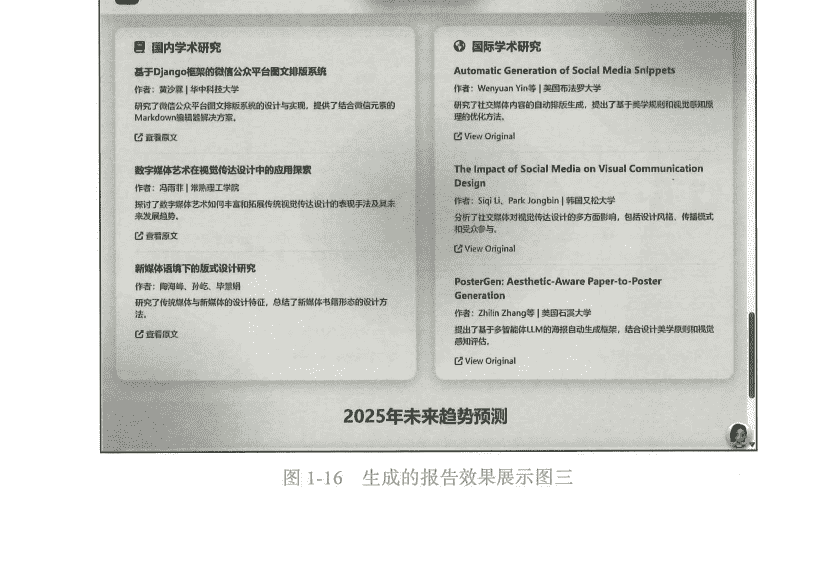 国内学术研究
基于Django框架的微信公众平台图文排版系统
作者：黄沙霏 | 华中科技大学
研究了微信公众平台图文排版系统的设计与实现，提供了结合微信元素的
Markdown编辑器解决方案。
查看原文
数字媒体艺术在视觉传达设计中的应用探索
作者：冯雨菲 | 常熟理工学院
探讨了数字媒体艺术如何丰富和拓展传统视觉传达设计的表现手法及其未
来发展趋势。
查看原文
新媒体语境下的版式设计研究
作者：陶海峰、孙屹、毕慧娟
研究了传统媒体与新媒体的设计特征，总结了新媒体书籍形态的设计方
法。
查看原文
国际学术研究
Automatic Generation of Social Media Snippets
作者：Wenyuan Yin等 | 美国布法罗大学
研究了社交媒体内容的自动排版生成，提出了基于美学规则和视觉感知原
理的优化方法。
View Original
The Impact of Social Media on Visual Communication
Design
作者：Siqi Li、Park Jongbin | 韩国又松大学
分析了社交媒体对视觉传达设计的多方面影响，包括设计风格、传播模式
和受众参与。
View Original
PosterGen: Aesthetic-Aware Paper-to-Poster
Generation
作者：Zhilin Zhang等 | 美国石溪大学
提出了基于多智能体LLM的海报自动生成框架，结合设计美学原则和视觉
感知评估。
View Original
2025年未来趋势预测
图 1-16 生成的报告效果展示图三